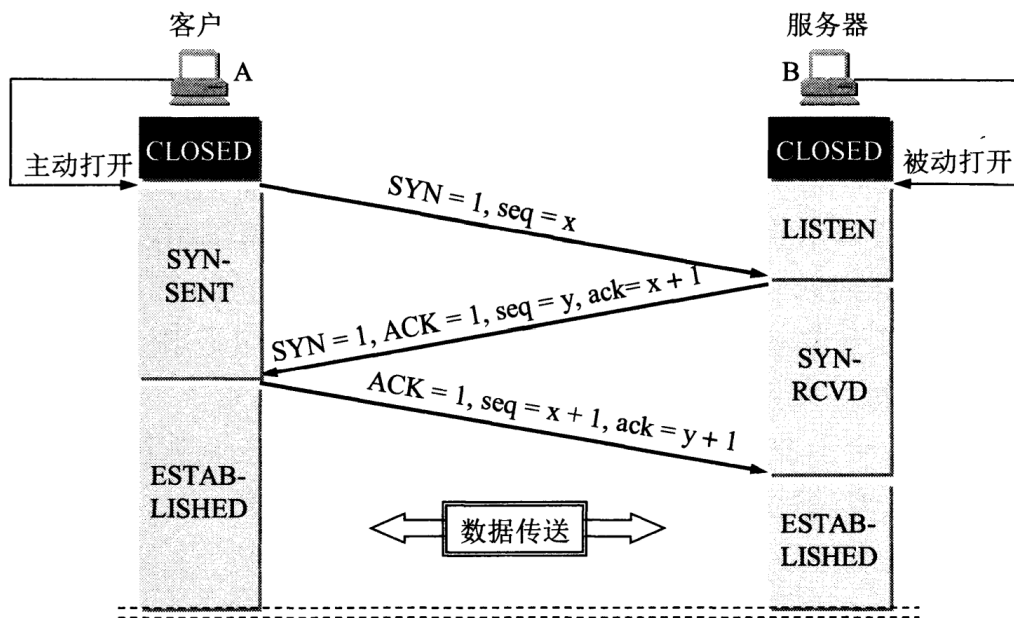 客户
服务器
A
B
CLOSED
CLOSED
主动打开
被动打开
SYN = 1, seq = x
LISTEN
SYN-
SENT
SYN = 1, ACK = 1, seq = y, ack= x + 1
SYN-
RCVD
ACK = 1, seq = x + 1, ack = y + 1
ESTAB-
LISHED
数据传送
ESTAB-
LISHED